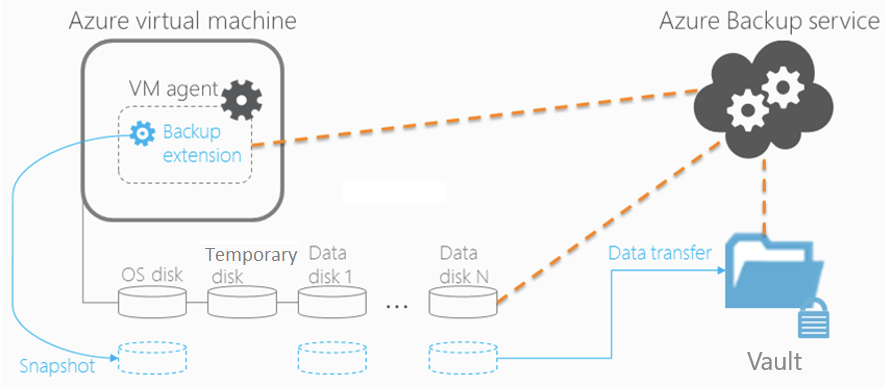 Azure virtual machine
Azure Backup service
VM agent
Backup
extension
OS disk
Temporary
disk
Data
disk 1
...
Data
disk N
Data transfer
Snapshot
Vault